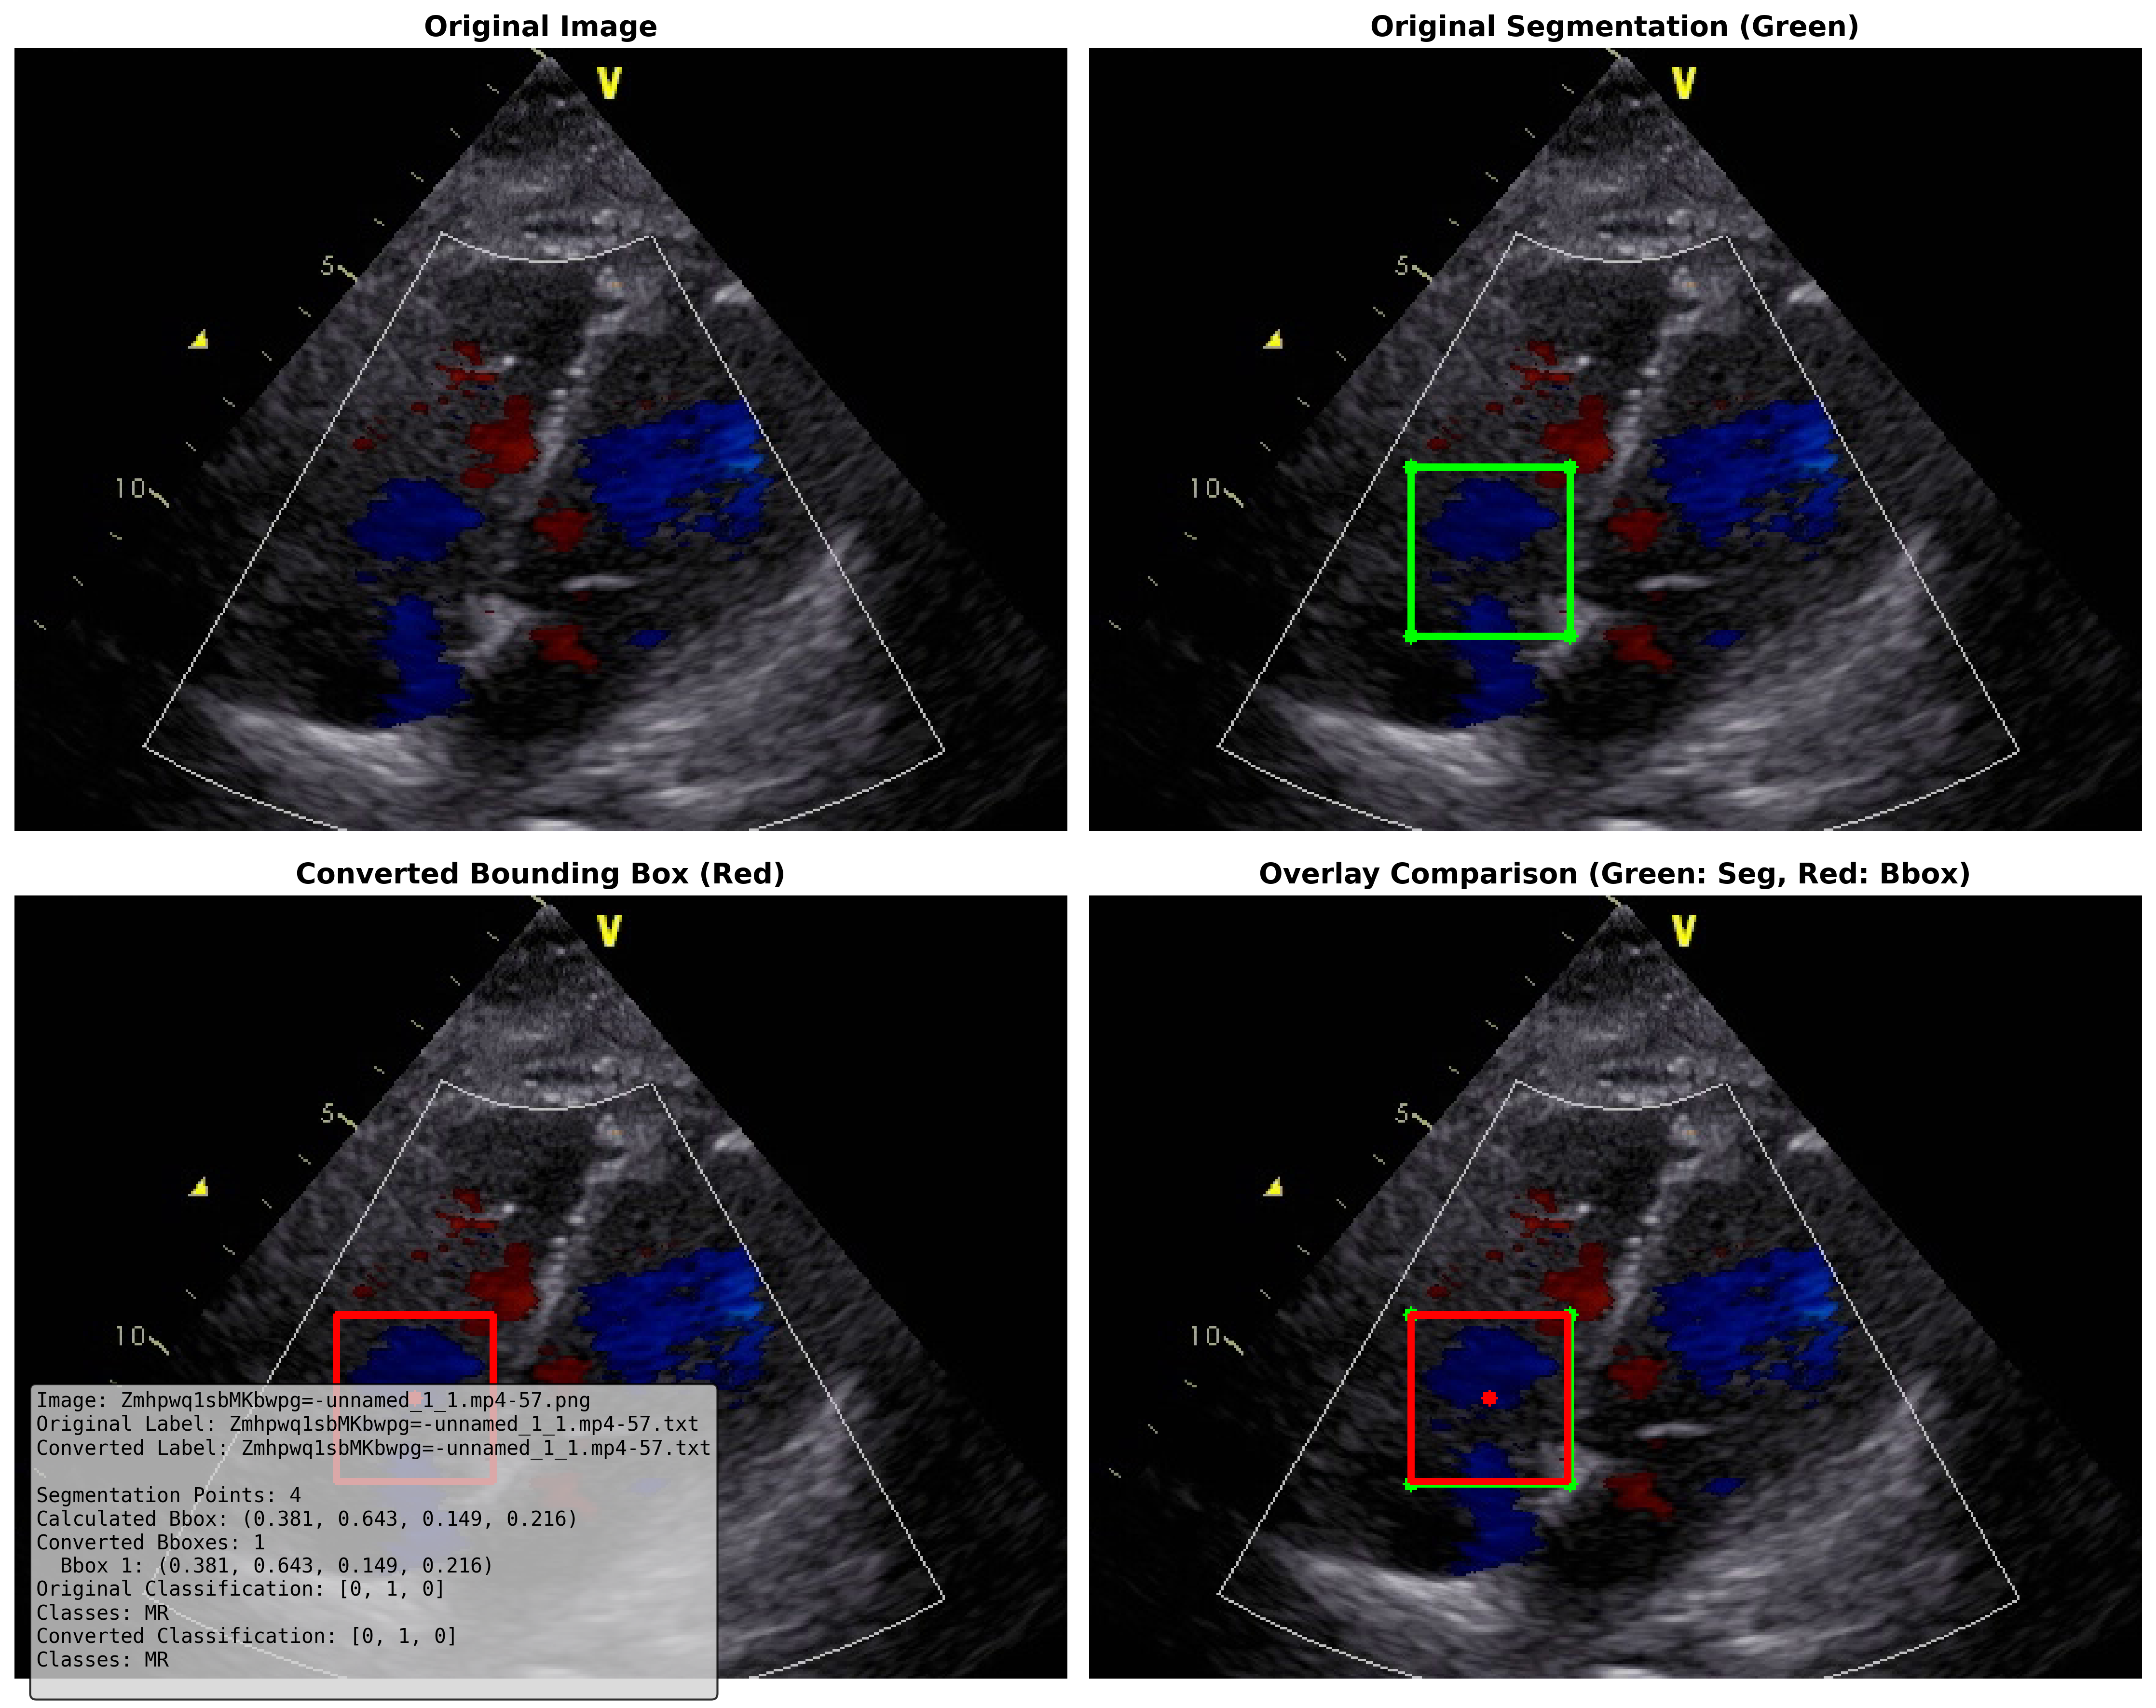 Original Image
Original Segmentation (Green)
V
5
10
V
5
10
Converted Bounding Box (Red)
Overlay Comparison (Green: Seg, Red: Bbox)
V
5
10
V
5
10
Image: Zmhpwq1sbMKbwpg=-unnamed_1_1.mp4-57.png
Original Label: Zmhpwq1sbMKbwpg=-unnamed_1_1.mp4-57.txt
Converted Label: Zmhpwq1sbMKbwpg=-unnamed_1_1.mp4-57.txt
Segmentation Points: 4
Calculated Bbox: (0.381, 0.643, 0.149, 0.216)
Converted Bboxes: 1
Bbox 1: (0.381, 0.643, 0.149, 0.216)
Original Classification: [0, 1, 0]
Classes: MR
Converted Classification: [0, 1, 0]
Classes: MR